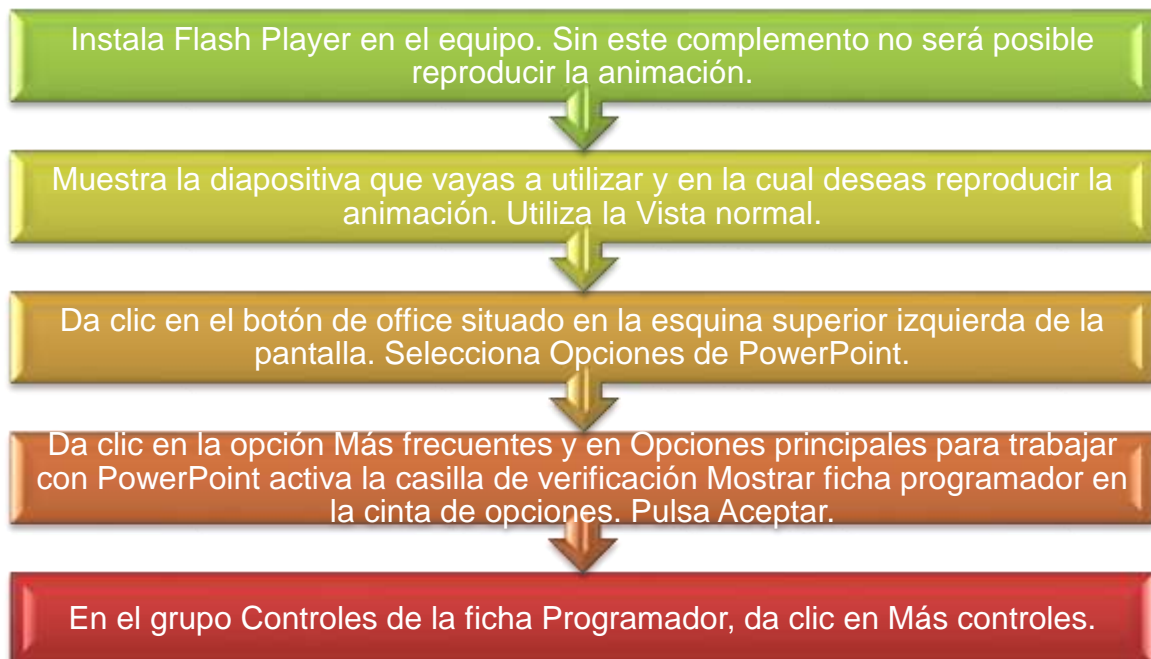 Instala Flash Player en el equipo. Sin este complemento no será posible
reproducir la animación.
Muestra la diapositiva que vayas a utilizar y en la cual deseas reproducir la
animación. Utiliza la Vista normal.
Da clic en el botón de office situado en la esquina superior izquierda de la
pantalla. Selecciona Opciones de PowerPoint.
Da clic en la opción Más frecuentes y en Opciones principales para trabajar
con PowerPoint activa la casilla de verificación Mostrar ficha programador en
la cinta de opciones. Pulsa Aceptar.
En el grupo Controles de la ficha Programador, da clic en Más controles.